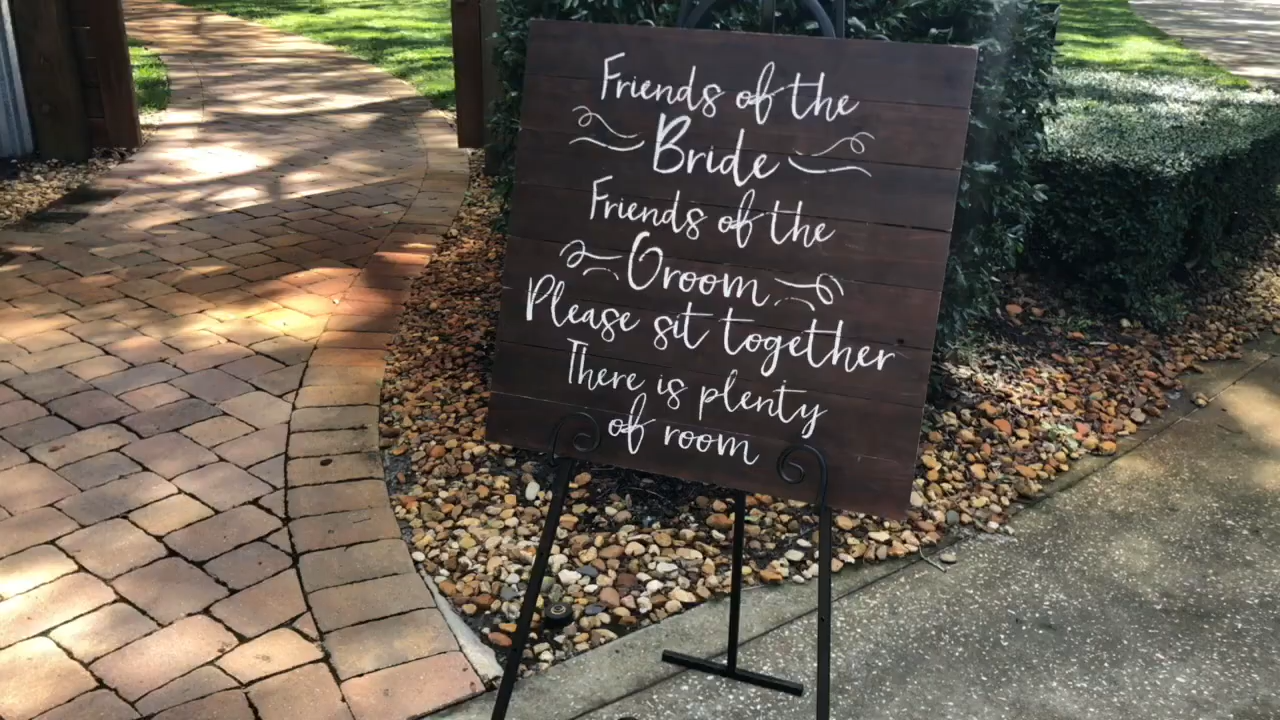 Friends of the
Bride
Friends of the
Groom
Please sit together
There is plenty
of room